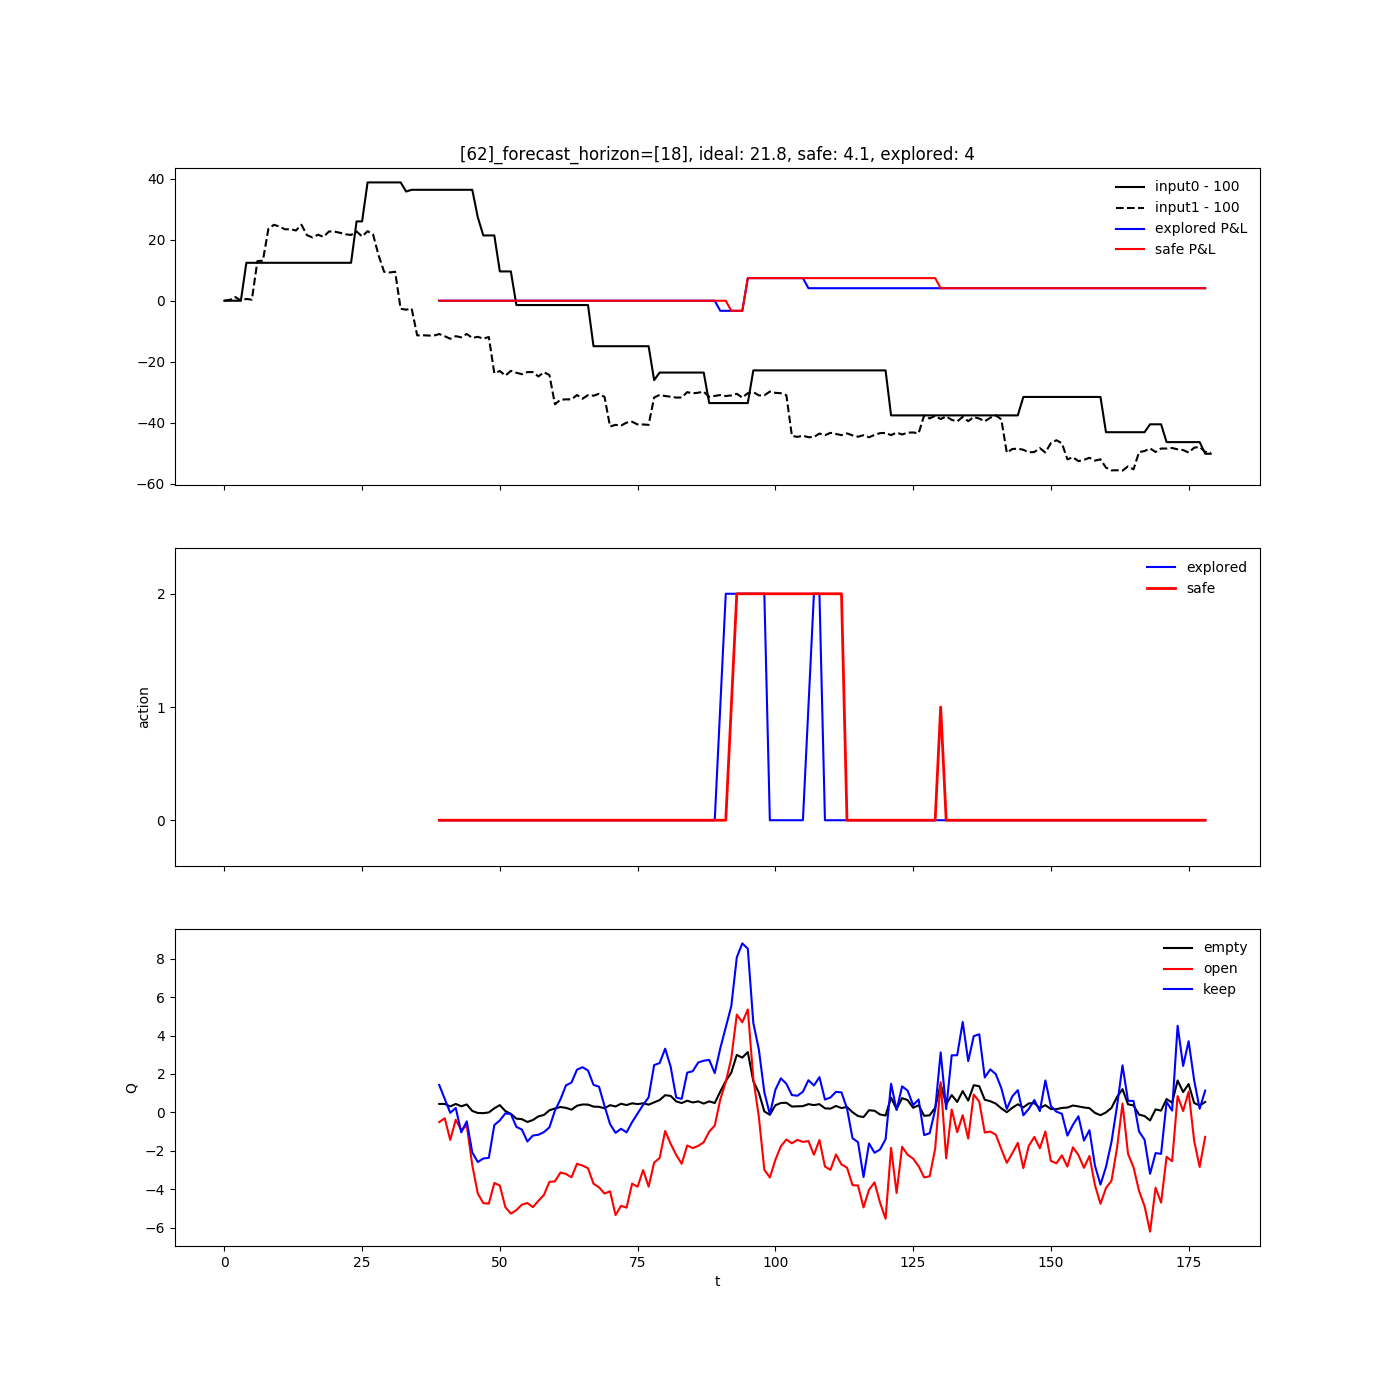 [62]_forecast_horizon=[18], ideal: 21.8, safe: 4.1, explored: 4
40
20
0
−20
−40
−60
input0 - 100
input1 - 100
explored P&L
safe P&L
2
1
0
action
explored
safe
8
6
4
2
0
−2
−4
−6
Q
empty
open
keep
0
25
50
75
100
125
150
175
t